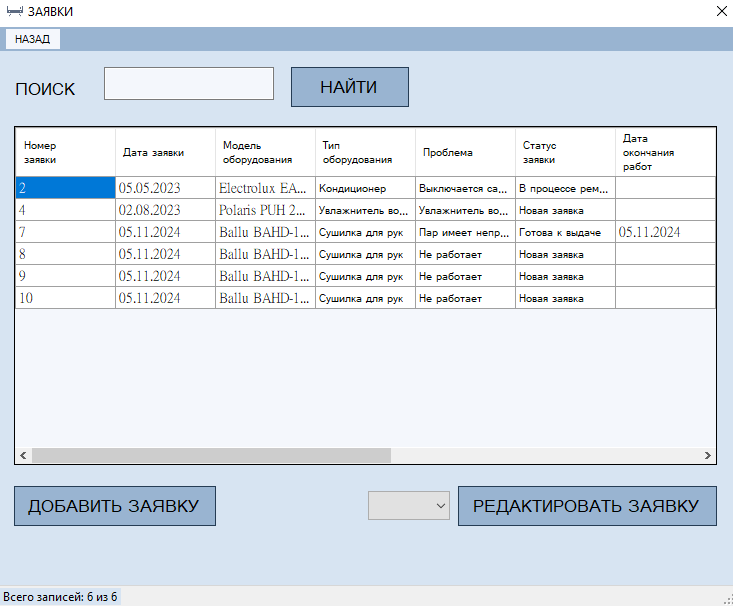 ЗАЯВКИ
НАЗАД
ПОИСК НАЙТИ
Номер заявки Дата заявки Модель оборудования Тип оборудования Проблема Статус заявки Дата окончания работ
2 05.05.2023 Electrolux EA... Кондиционер Выключается са... В процессе рем...
4 02.08.2023 Polaris PUH 2... Увлажнитель во... Увлажнитель во... Новая заявка
7 05.11.2024 Ballu BAHD-1... Сушилка для рук Пар имеет непр... Готова к выдаче 05.11.2024
8 05.11.2024 Ballu BAHD-1... Сушилка для рук Не работает Новая заявка
9 05.11.2024 Ballu BAHD-1... Сушилка для рук Не работает Новая заявка
10 05.11.2024 Ballu BAHD-1... Сушилка для рук Не работает Новая заявка
ДОБАВИТЬ ЗАЯВКУ РЕДАКТИРОВАТЬ ЗАЯВКУ
Всего записей: 6 из 6